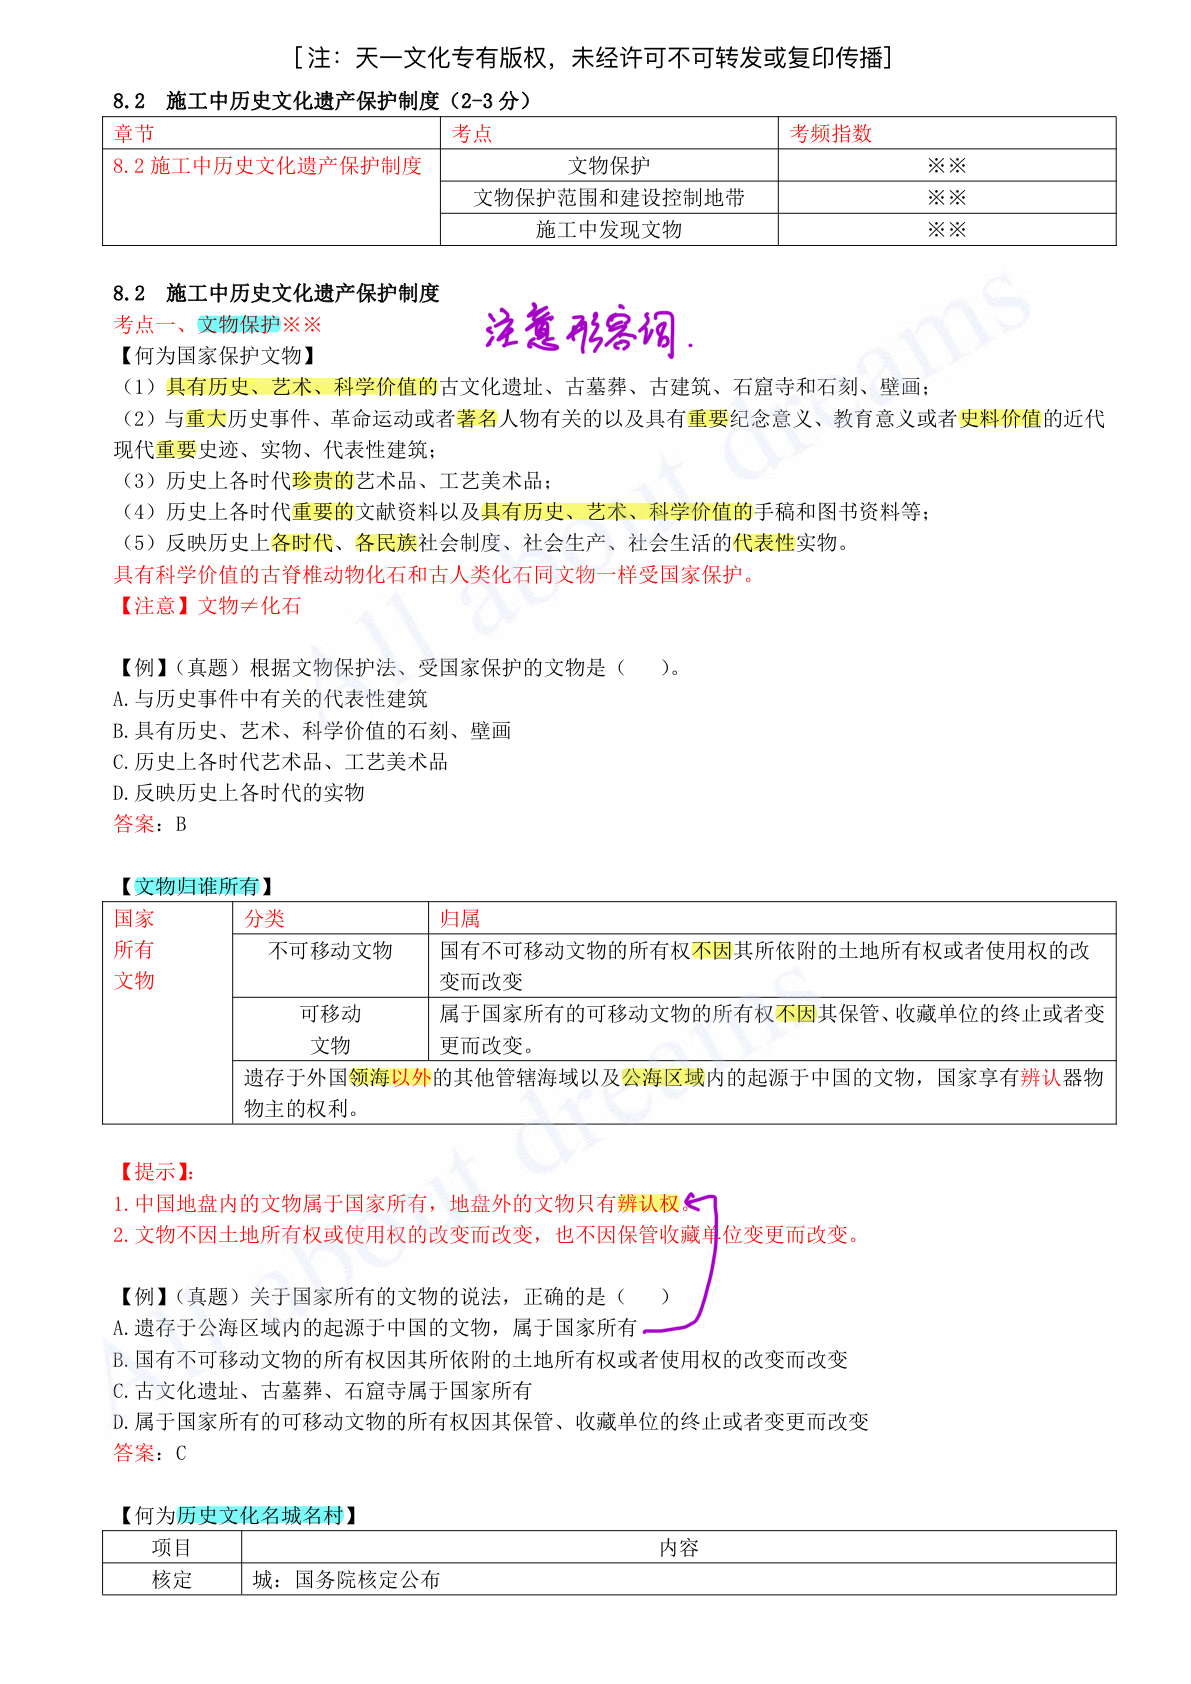 [注：天一文化专有版权，未经许可不可转发或复印传播]
8.2 施工中历史文化遗产保护制度（2-3 分）
章节 考点 考频指数
8.2 施工中历史文化遗产保护制度 文物保护 ※※
文物保护范围和建设控制地带 ※※
施工中发现文物 ※※
8.2 施工中历史文化遗产保护制度
考点一、文物保护※※
注意形容词.
【何为国家保护文物】
（1）具有历史、艺术、科学价值的古文化遗址、古墓葬、古建筑、石窟寺和石刻、壁画；
（2）与重大历史事件、革命运动或者著名人物有关的以及具有重要纪念意义、教育意义或者史料价值的近代
现代重要史迹、实物、代表性建筑；
（3）历史上各时代珍贵的艺术品、工艺美术品；
（4）历史上各时代重要的文献资料以及具有历史、艺术、科学价值的手稿和图书资料等；
（5）反映历史上各时代、各民族社会制度、社会生产、社会生活的代表性实物。
具有科学价值的古脊椎动物化石和古人类化石同文物一样受国家保护。
【注意】文物≠化石
【例】（真题）根据文物保护法、受国家保护的文物是（ ）。
A.与历史事件中有关的代表性建筑
B.具有历史、艺术、科学价值的石刻、壁画
C.历史上各时代艺术品、工艺美术品
D.反映历史上各时代的实物
答案：B
【文物归谁所有】
国家 分类 归属
所有 不可移动文物 国有不可移动文物的所有权不因其所依附的土地所有权或者使用权的改
文物 变而改变
可移动 属于国家所有的可移动文物的所有权不因其保管、收藏单位的终止或者变
文物 更而改变。
遗存于外国领海以外的其他管辖海域以及公海区域内的起源于中国的文物，国家享有辨认器物
物主的权利。
【提示】：
1.中国地盘内的文物属于国家所有，地盘外的文物只有辨认权。
2.文物不因土地所有权或使用权的改变而改变，也不因保管收藏单位变更而改变。
【例】（真题）关于国家所有的文物的说法，正确的是（ ）
A.遗存于公海区域内的起源于中国的文物，属于国家所有
B.国有不可移动文物的所有权因其所依附的土地所有权或者使用权的改变而改变
C.古文化遗址、古墓葬、石窟寺属于国家所有
D.属于国家所有的可移动文物的所有权因其保管、收藏单位的终止或者变更而改变
答案：C
【何为历史文化名城名村】
项目 内容
核定 城：国务院核定公布
All about dreams
All about dreams